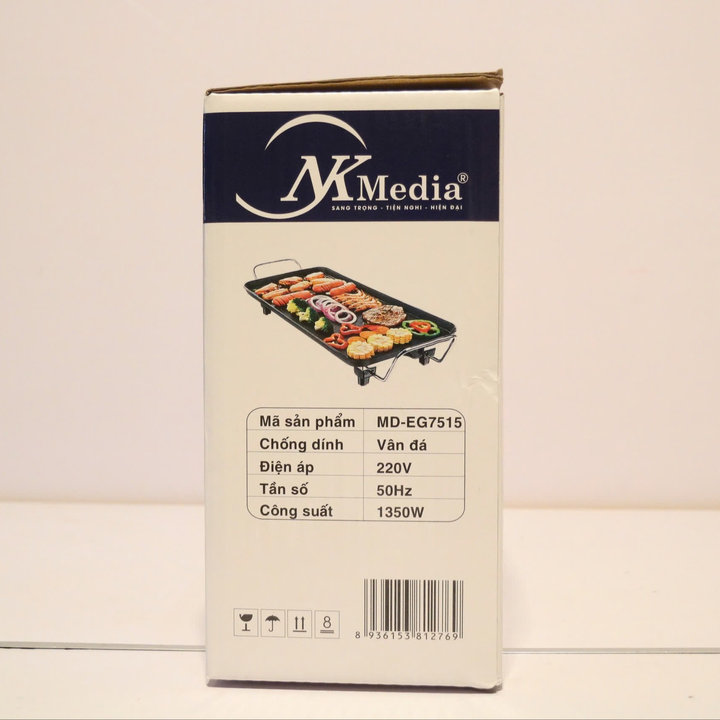 NK Media®
SANG TRỌNG - TIỆN NGHI - HIỆN ĐẠI
Mã sản phẩm MD-EG7515
Chống dính Vân đá
Điện áp 220V
Tần số 50Hz
Công suất 1350W
8
8 936153 812769